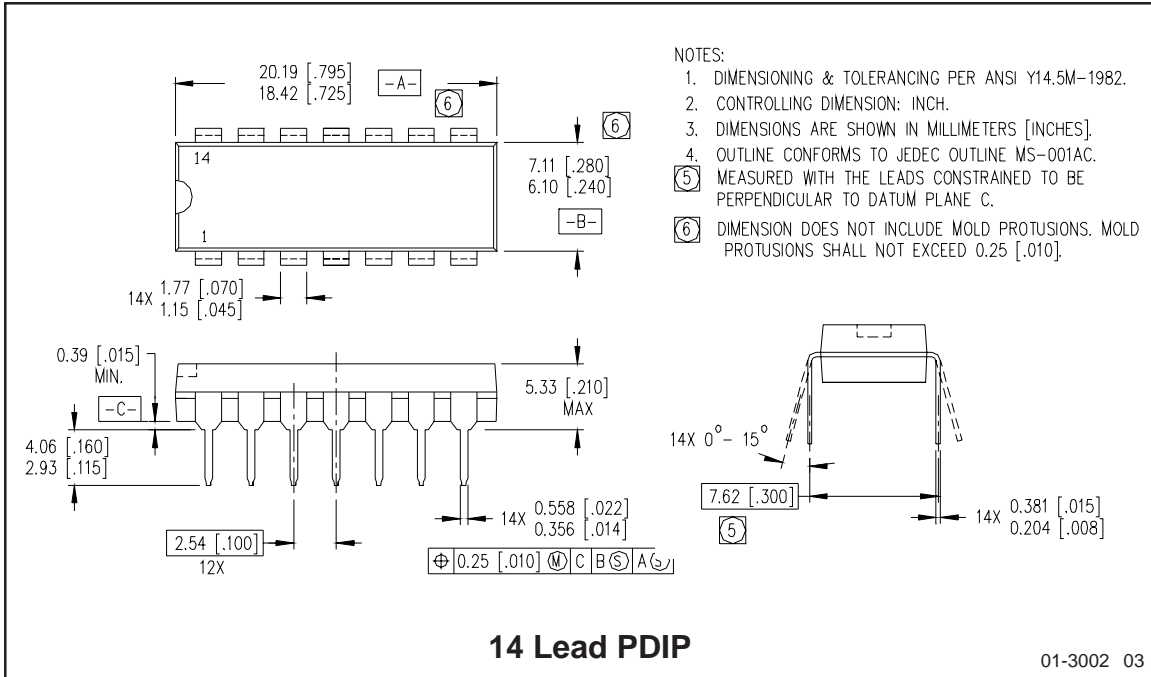 20.19 [.795]
18.42 [.725]
-A-
6
6
14
1
7.11 [.280]
6.10 [.240]
-B-
14X 1.77 [.070]
1.15 [.045]
NOTES:
1. DIMENSIONING & TOLERANCING PER ANSI Y14.5M-1982.
2. CONTROLLING DIMENSION: INCH.
3. DIMENSIONS ARE SHOWN IN MILLIMETERS [INCHES].
4. OUTLINE CONFORMS TO JEDEC OUTLINE MS-001AC.
5 MEASURED WITH THE LEADS CONSTRAINED TO BE
PERPENDICULAR TO DATUM PLANE C.
6 DIMENSION DOES NOT INCLUDE MOLD PROTUSIONS. MOLD
PROTUSIONS SHALL NOT EXCEED 0.25 [.010].
0.39 [.015]
MIN.
-C-
4.06 [.160]
2.93 [.115]
5.33 [.210]
MAX
2.54 [.100]
12X
14X 0.558 [.022]
0.356 [.014]
⌖ 0.25 [.010] Ⓜ C B Ⓢ A Ⓢ
14X 0°- 15°
7.62 [.300]
5
14X 0.381 [.015]
0.204 [.008]
14 Lead PDIP
01-3002 03